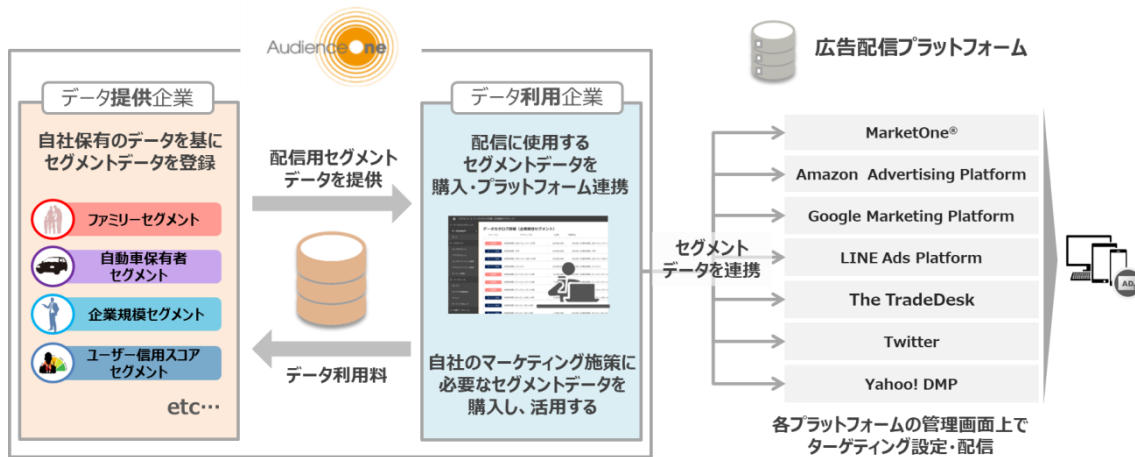 AudienceOne
広告配信プラットフォーム
データ提供企業
自社保有のデータを基に
セグメントデータを登録
ファミリーセグメント
自動車保有者
セグメント
企業規模セグメント
ユーザー信用スコア
セグメント
etc…
配信用セグメント
データを提供
データ利用料
データ利用企業
配信に使用する
セグメントデータを
購入・プラットフォーム連携
自社のマーケティング施策に
必要なセグメントデータを
購入し、活用する
セグメント
データを連携
MarketOne®
Amazon Advertising Platform
Google Marketing Platform
LINE Ads Platform
The TradeDesk
Twitter
Yahoo! DMP
AD
各プラットフォームの管理画面上で
ターゲティング設定・配信